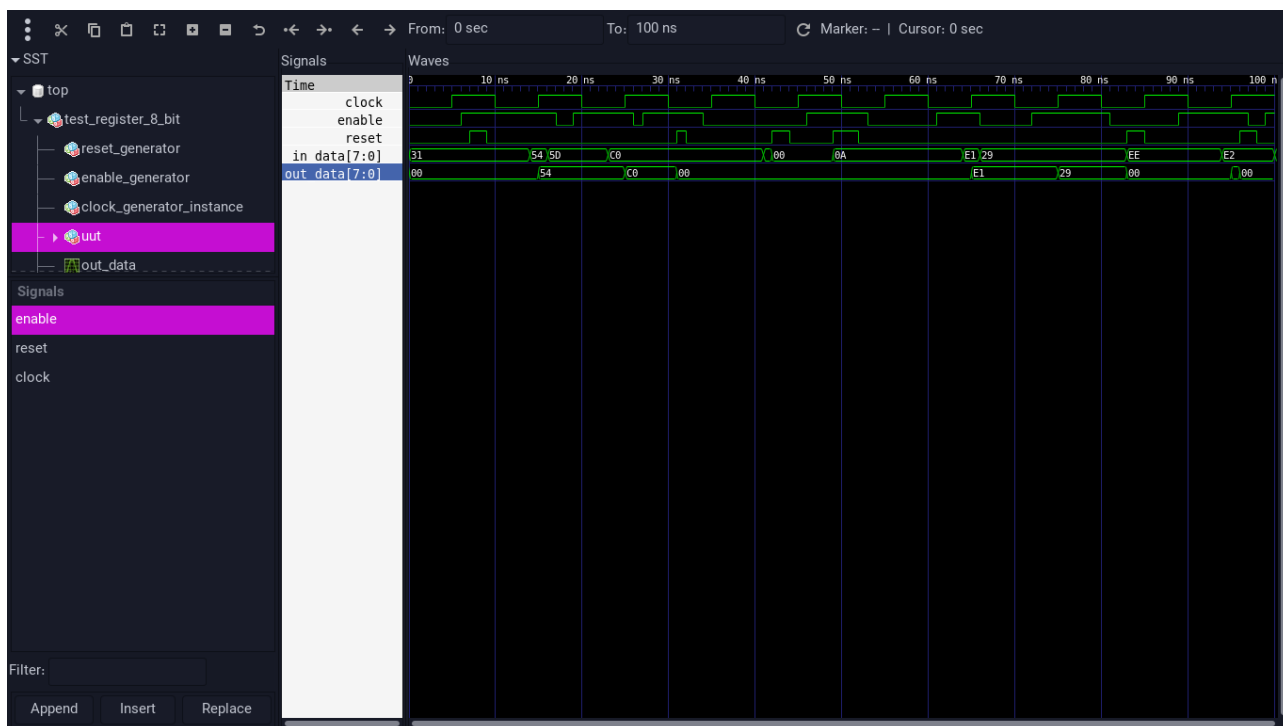 From: 0 sec To: 100 ns Marker: -- | Cursor: 0 sec
SST
top
test_register_8_bit
reset_generator
enable_generator
clock_generator_instance
uut
out_data
Signals
enable
reset
clock
Filter:
Append Insert Replace
Signals
Time
clock
enable
reset
in data[7:0]
out data[7:0]
Waves
0 10 ns 20 ns 30 ns 40 ns 50 ns 60 ns 70 ns 80 ns 90 ns 100 n
31 54 5D C0 00 0A E1 29 EE E2
00 54 C0 00 E1 29 00 00